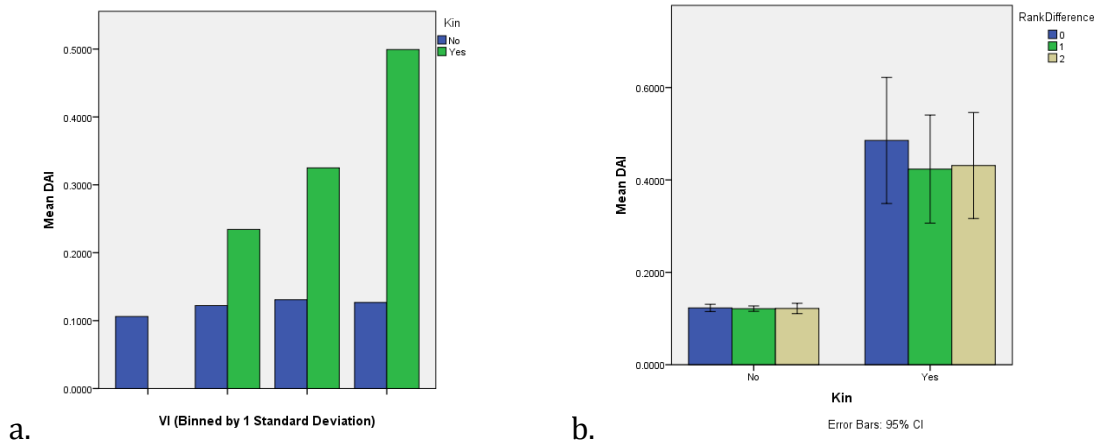 Kin
No
Yes
0.5000
0.4000
0.3000
0.2000
0.1000
0.0000
Mean DAI
VI (Binned by 1 Standard Deviation)
a.
RankDifference
0
1
2
0.6000
0.4000
0.2000
0.0000
Mean DAI
No Yes
Kin
Error Bars: 95% CI
b.